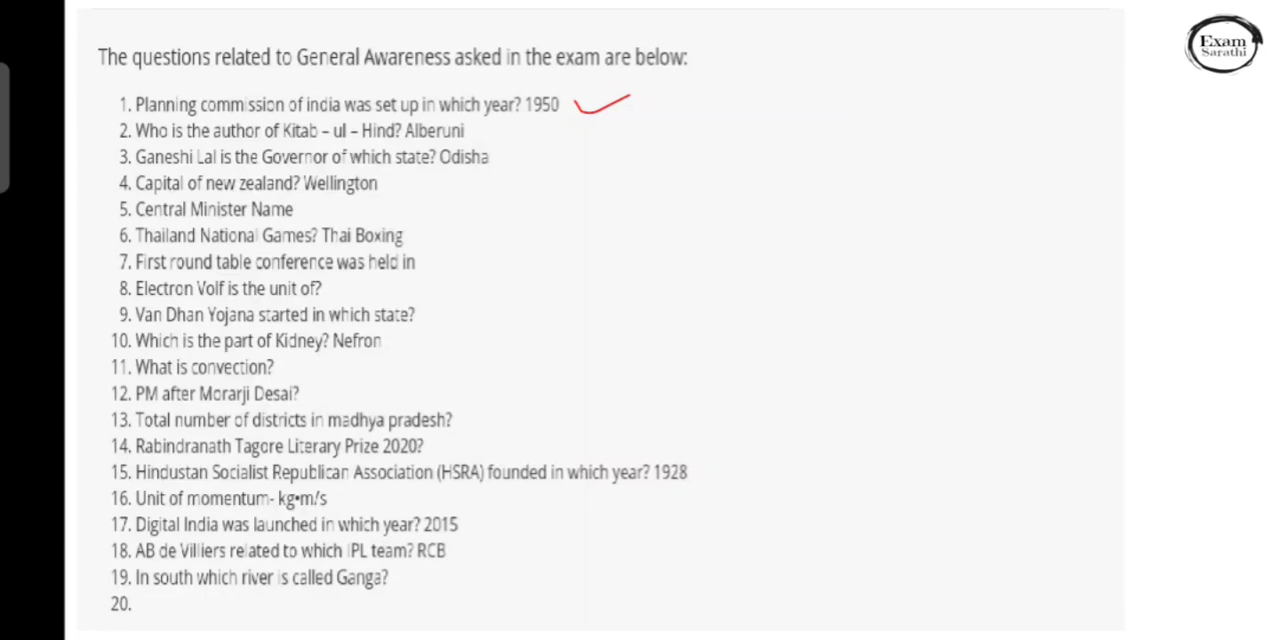 Exam
Sarathi
The questions related to General Awareness asked in the exam are below:
1. Planning commission of india was set up in which year? 1950
2. Who is the author of Kitab – ul – Hind? Alberuni
3. Ganeshi Lal is the Governor of which state? Odisha
4. Capital of new zealand? Wellington
5. Central Minister Name
6. Thailand National Games? Thai Boxing
7. First round table conference was held in
8. Electron Volf is the unit of?
9. Van Dhan Yojana started in which state?
10. Which is the part of Kidney? Nefron
11. What is convection?
12. PM after Morarji Desai?
13. Total number of districts in madhya pradesh?
14. Rabindranath Tagore Literary Prize 2020?
15. Hindustan Socialist Republican Association (HSRA) founded in which year? 1928
16. Unit of momentum- kg•m/s
17. Digital India was launched in which year? 2015
18. AB de Villiers related to which IPL team? RCB
19. In south which river is called Ganga?
20.